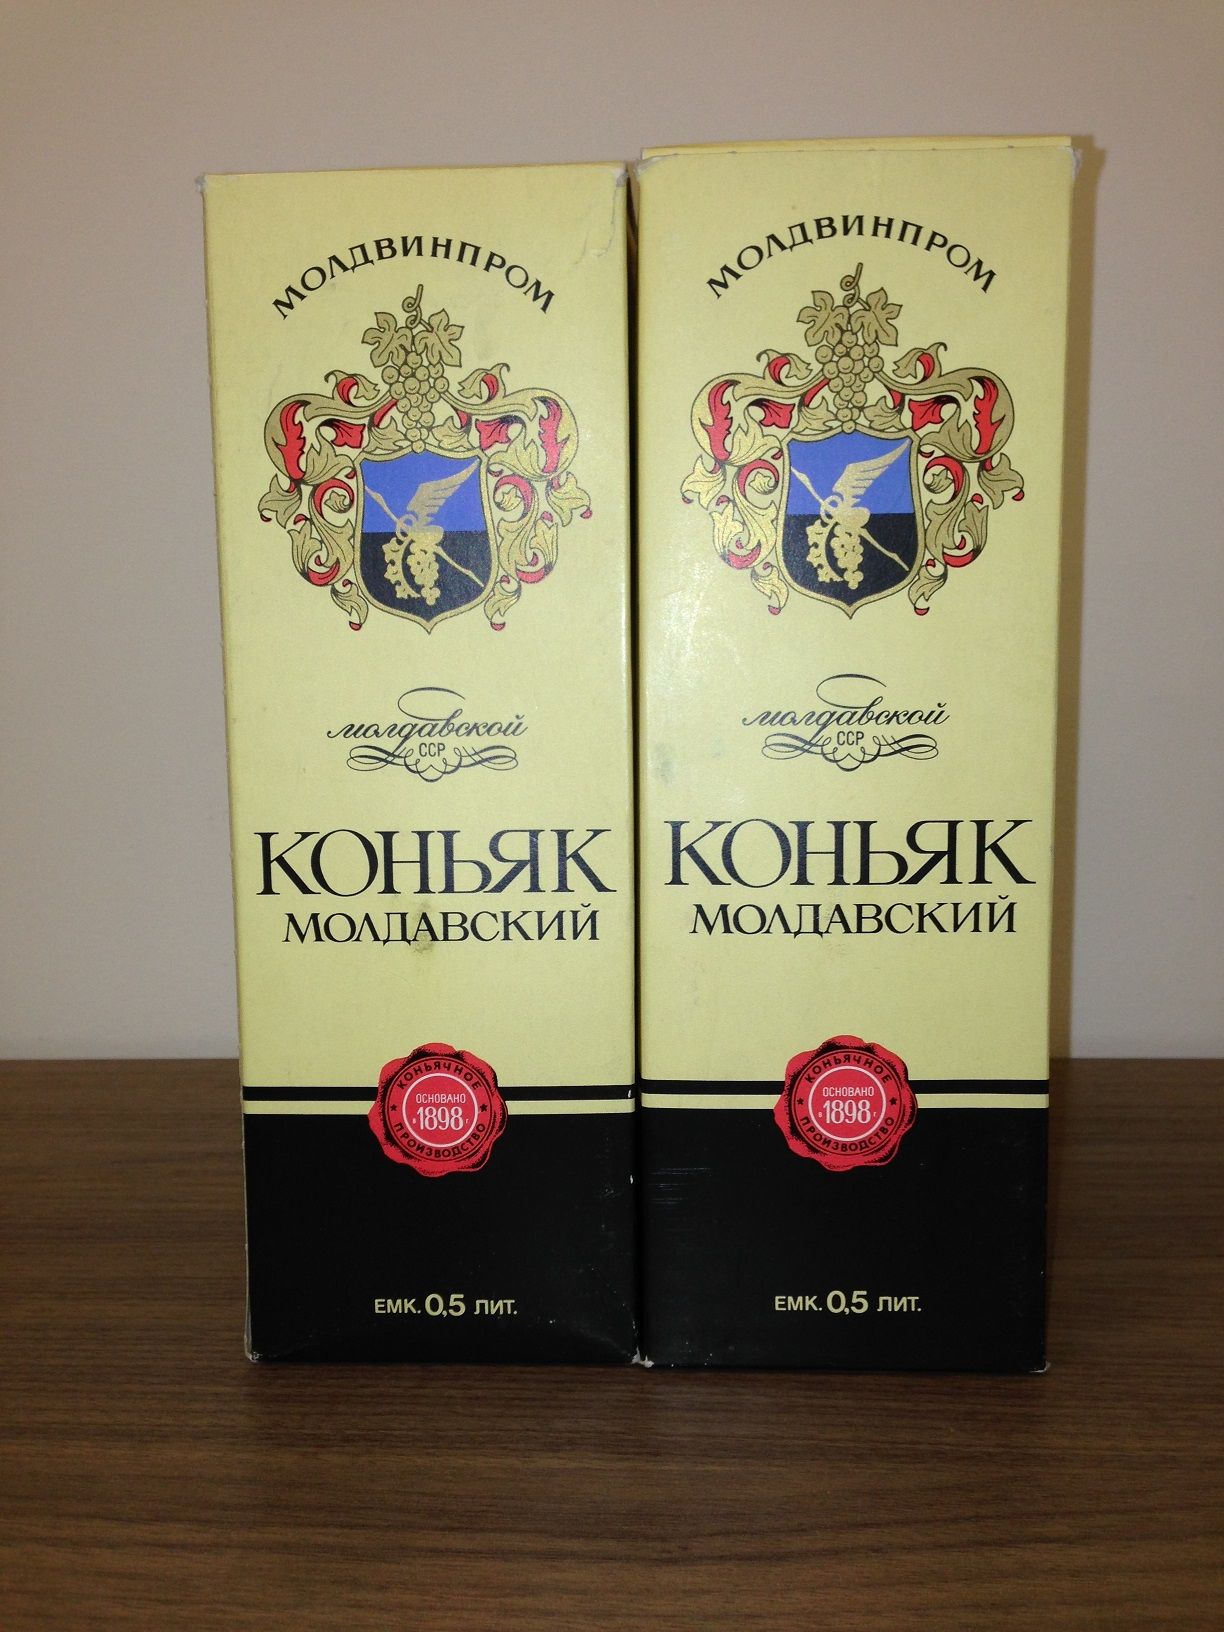 МОЛДВИНПРОМ
молдавской
ССР
КОНЬЯК
МОЛДАВСКИЙ
КОНЬЯЧНОЕ
ОСНОВАНО
в 1898 г.
ПРОИЗВОДСТВО
ЕМК. 0,5 ЛИТ.
МОЛДВИНПРОМ
молдавской
ССР
КОНЬЯК
МОЛДАВСКИЙ
КОНЬЯЧНОЕ
ОСНОВАНО
в 1898 г.
ПРОИЗВОДСТВО
ЕМК. 0,5 ЛИТ.